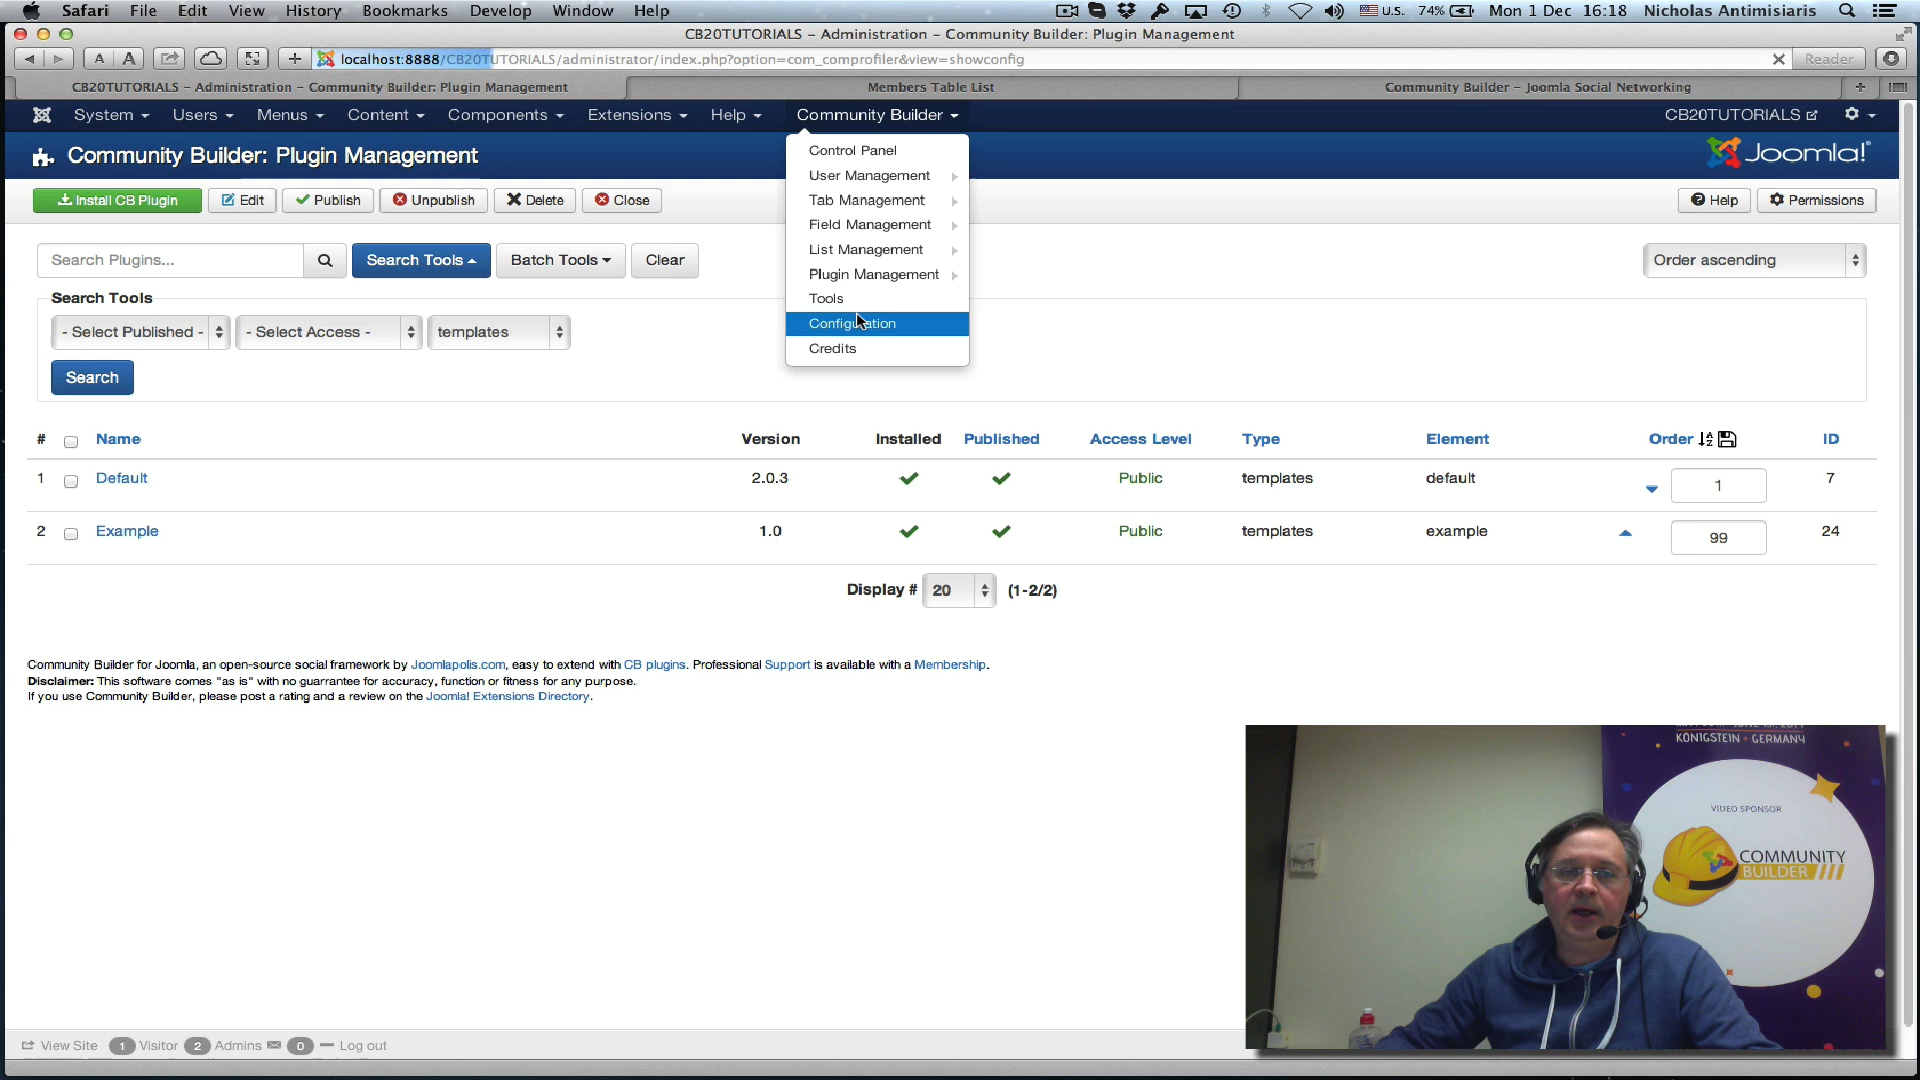 Safari File Edit View History Bookmarks Develop Window Help U.S. 74% Mon 1 Dec 16:18 Nicholas Antimisiaris
CB20TUTORIALS – Administration – Community Builder: Plugin Management
A A + localhost:8888/CB20TUTORIALS/administrator/index.php?option=com_comprofiler&view=showconfig Reader
CB20TUTORIALS – Administration – Community Builder: Plugin Management Members Table List Community Builder – Joomla Social Networking
System Users Menus Content Components Extensions Help Community Builder CB20TUTORIALS
Community Builder: Plugin Management Joomla!
Install CB Plugin Edit Publish Unpublish Delete Close Help Permissions
Control Panel
User Management
Tab Management
Field Management
List Management
Plugin Management
Tools
Configuration
Credits
Search Plugins... Search Tools Batch Tools Clear Order ascending
Search Tools
- Select Published - - Select Access - templates
Search
# Name Version Installed Published Access Level Type Element Order ID
1 Default 2.0.3 Public templates default 1 7
2 Example 1.0 Public templates example 99 24
Display # 20 (1-2/2)
Community Builder for Joomla, an open-source social framework by Joomlapolis.com, easy to extend with CB plugins. Professional Support is available with a Membership.
Disclaimer: This software comes "as is" with no guarrantee for accuracy, function or fitness for any purpose.
If you use Community Builder, please post a rating and a review on the Joomla! Extensions Directory.
KÖNIGSTEIN • GERMANY
VIDEO SPONSOR
COMMUNITY
BUILDER
View Site 1 Visitor 2 Admins 0 Log out